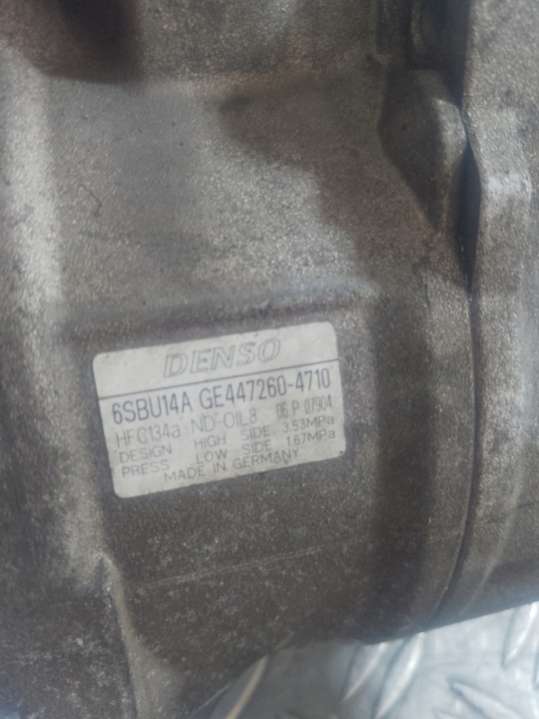 DENSO
6SBU14A GE447260-4710
HFC134a ND-OIL8 06 P 07904
DESIGN HIGH SIDE 3.53MPa
PRESS LOW SIDE 1.67MPa
MADE IN GERMANY